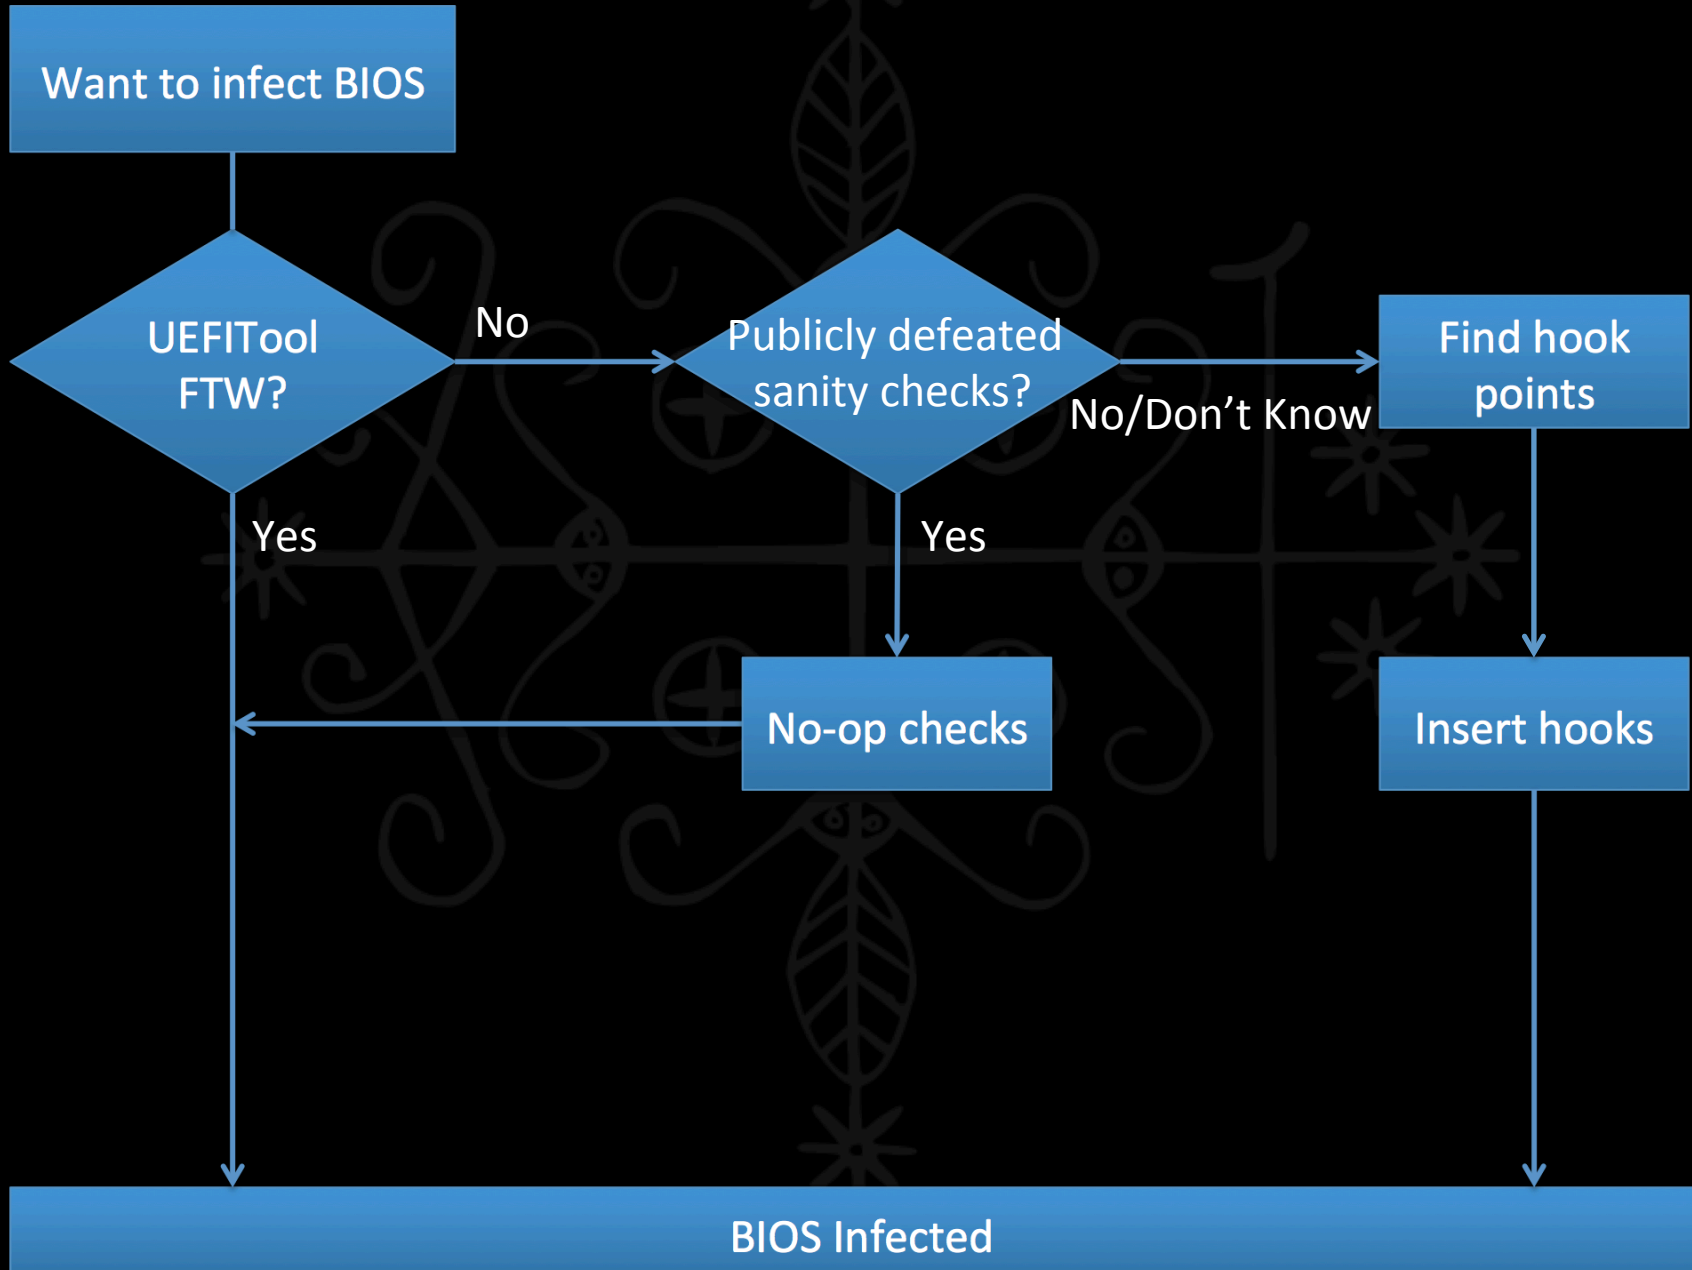 Want to infect BIOS
UEFITool
FTW?
No
Publicly defeated
sanity checks?
No/Don’t Know
Find hook
points
Yes
Yes
No-op checks
Insert hooks
BIOS Infected